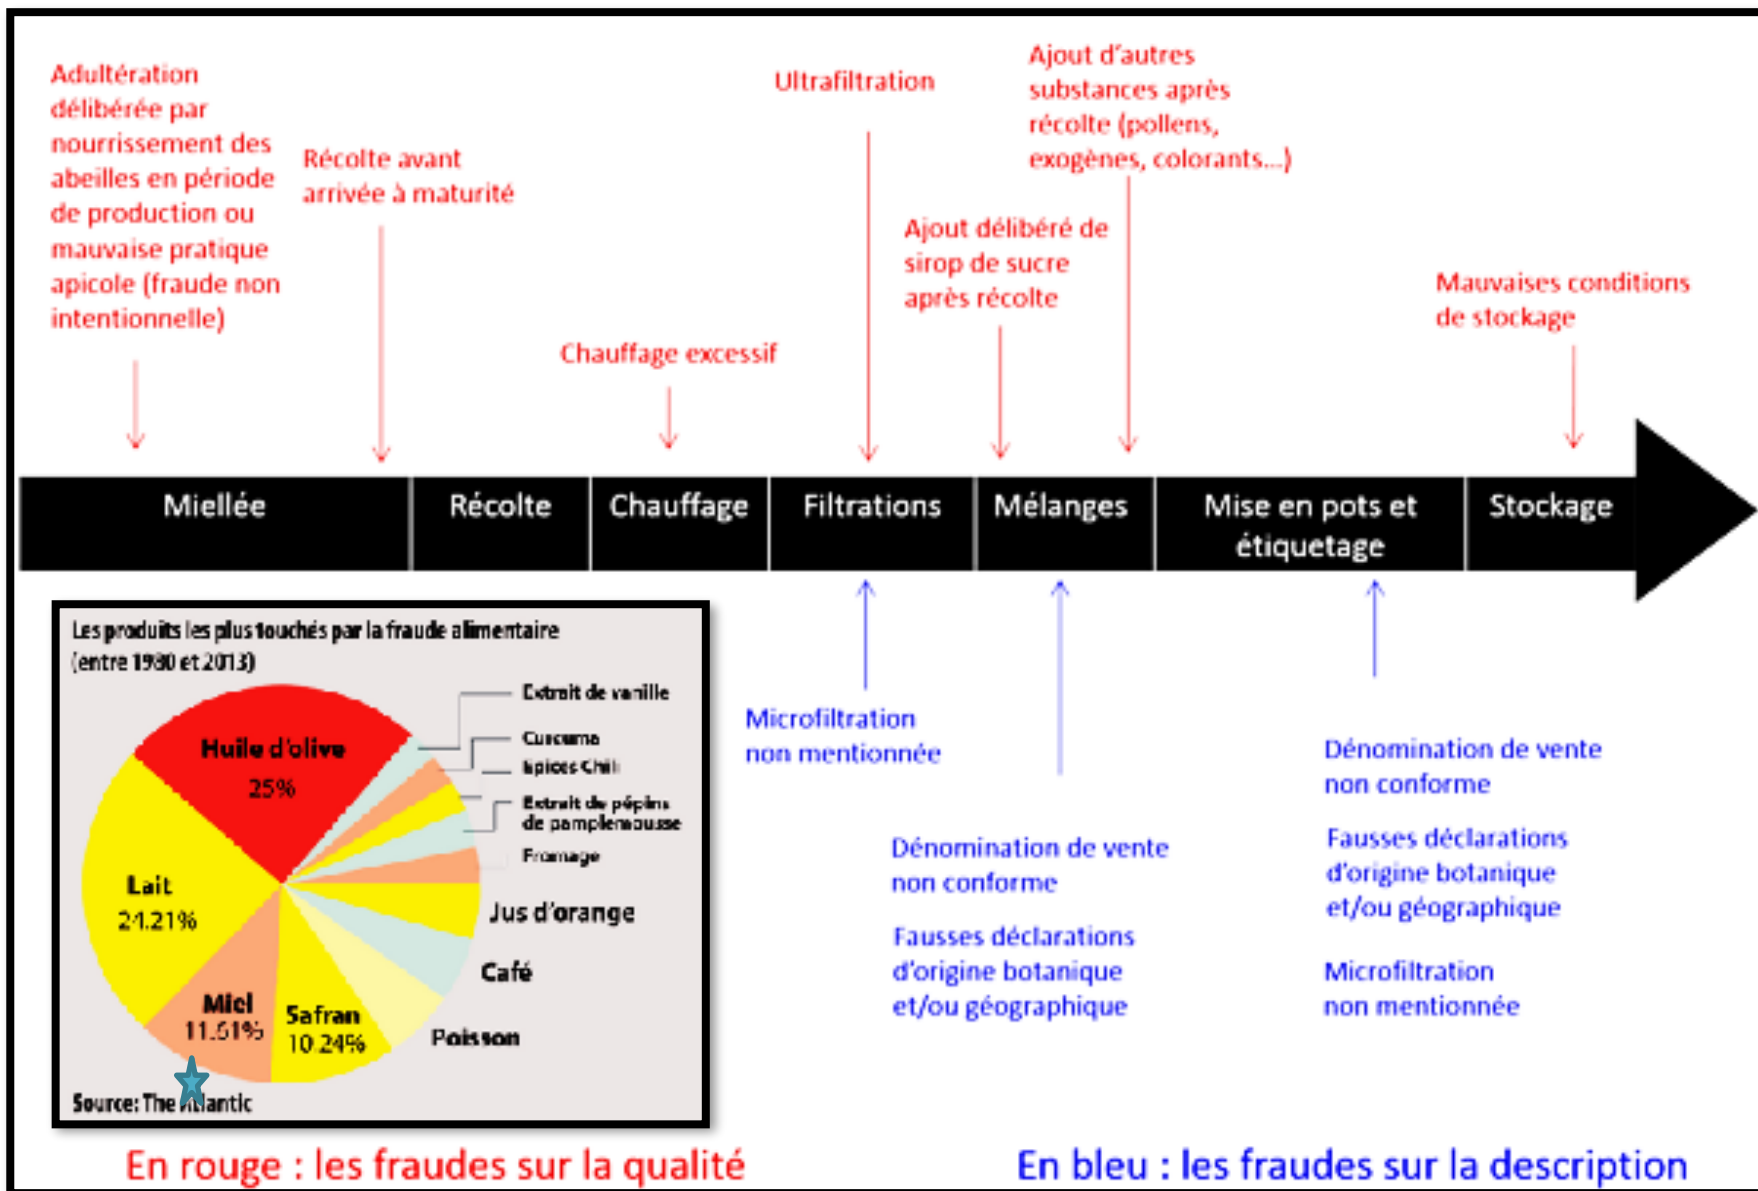 Adultération
délibérée par
nourrissement des
abeilles en période
de production ou
mauvaise pratique
apicole (fraude non
intentionnelle)
Récolte avant
arrivée à maturité
Chauffage excessif
Ultrafiltration
Ajout délibéré de
sirop de sucre
après récolte
Ajout d'autres
substances après
récolte (pollens,
exogènes, colorants...)
Mauvaises conditions
de stockage
Miellée
Récolte
Chauffage
Filtrations
Mélanges
Mise en pots et
étiquetage
Stockage
Les produits les plus touchés par la fraude alimentaire
(entre 1980 et 2013)
Extrait de vanille
Curcuma
Epices Chili
Extrait de pépins
de pamplemousse
Fromage
Huile d'olive
25%
Lait
24.21%
Miel
11.61%
Safran
10.24%
Jus d'orange
Café
Poisson
Source: The Atlantic
Microfiltration
non mentionnée
Dénomination de vente
non conforme
Fausses déclarations
d'origine botanique
et/ou géographique
Dénomination de vente
non conforme
Fausses déclarations
d'origine botanique
et/ou géographique
Microfiltration
non mentionnée
En rouge : les fraudes sur la qualité
En bleu : les fraudes sur la description